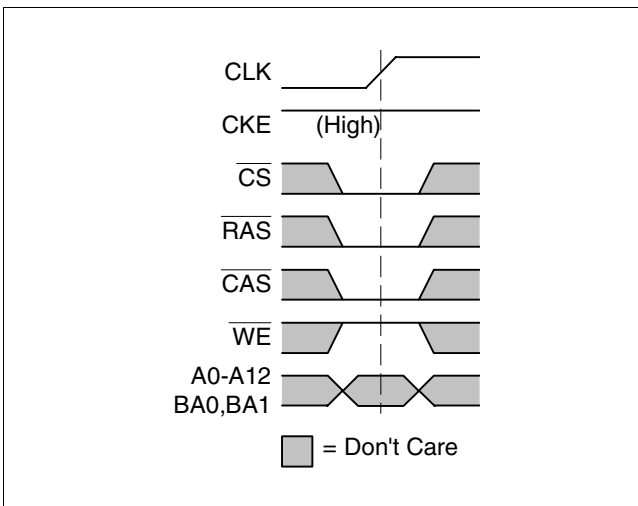 CLK
CKE (High)
CS
RAS
CAS
WE
A0-A12
BA0,BA1
= Don't Care